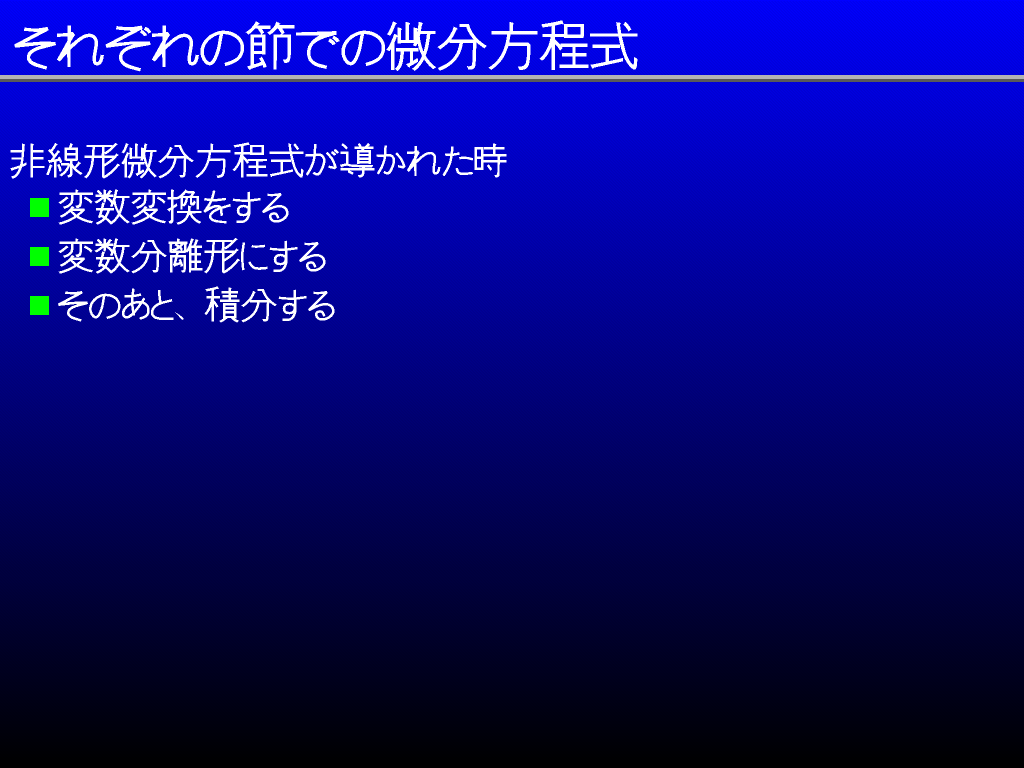 それぞれの節での微分方程式
非線形微分方程式が導かれた時
変数変換をする
変数分離形にする
そのあと、積分する